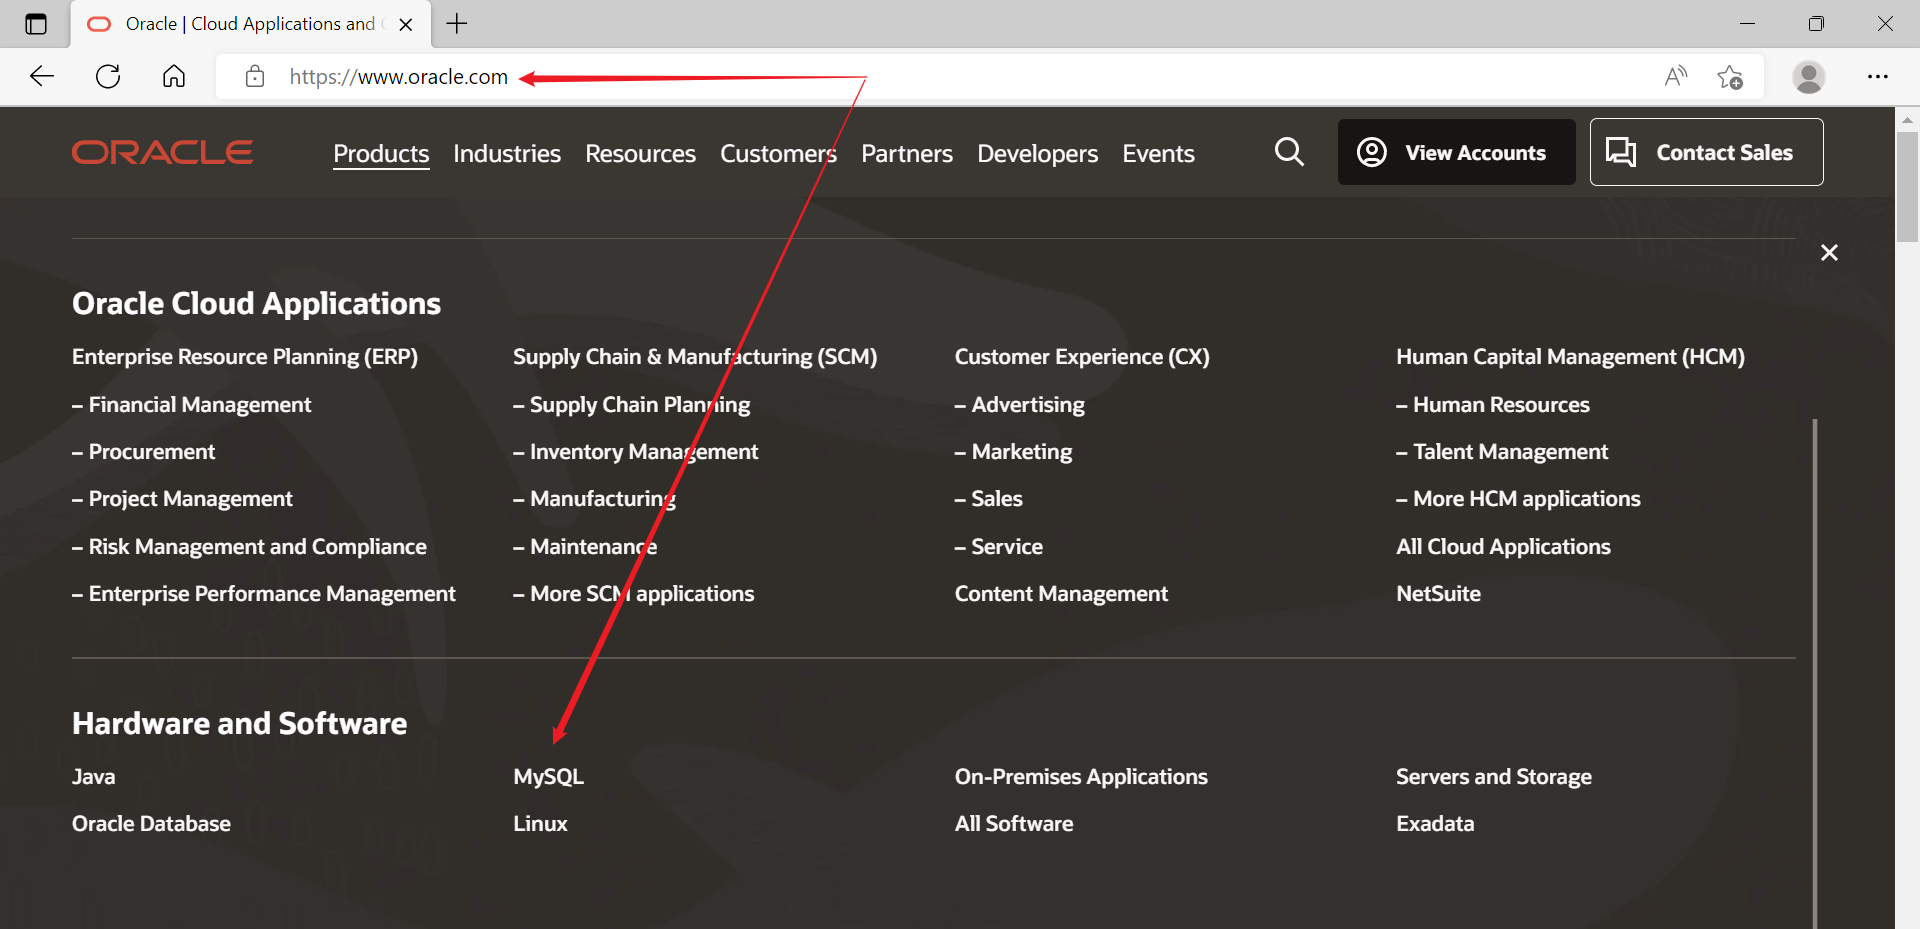 Oracle | Cloud Applications and
https://www.oracle.com
ORACLE
Products Industries Resources Customers Partners Developers Events View Accounts Contact Sales
Oracle Cloud Applications
Enterprise Resource Planning (ERP) Supply Chain & Manufacturing (SCM) Customer Experience (CX) Human Capital Management (HCM)
– Financial Management – Supply Chain Planning – Advertising – Human Resources
– Procurement – Inventory Management – Marketing – Talent Management
– Project Management – Manufacturing – Sales – More HCM applications
– Risk Management and Compliance – Maintenance – Service All Cloud Applications
– Enterprise Performance Management – More SCM applications Content Management NetSuite
Hardware and Software
Java MySQL On-Premises Applications Servers and Storage
Oracle Database Linux All Software Exadata